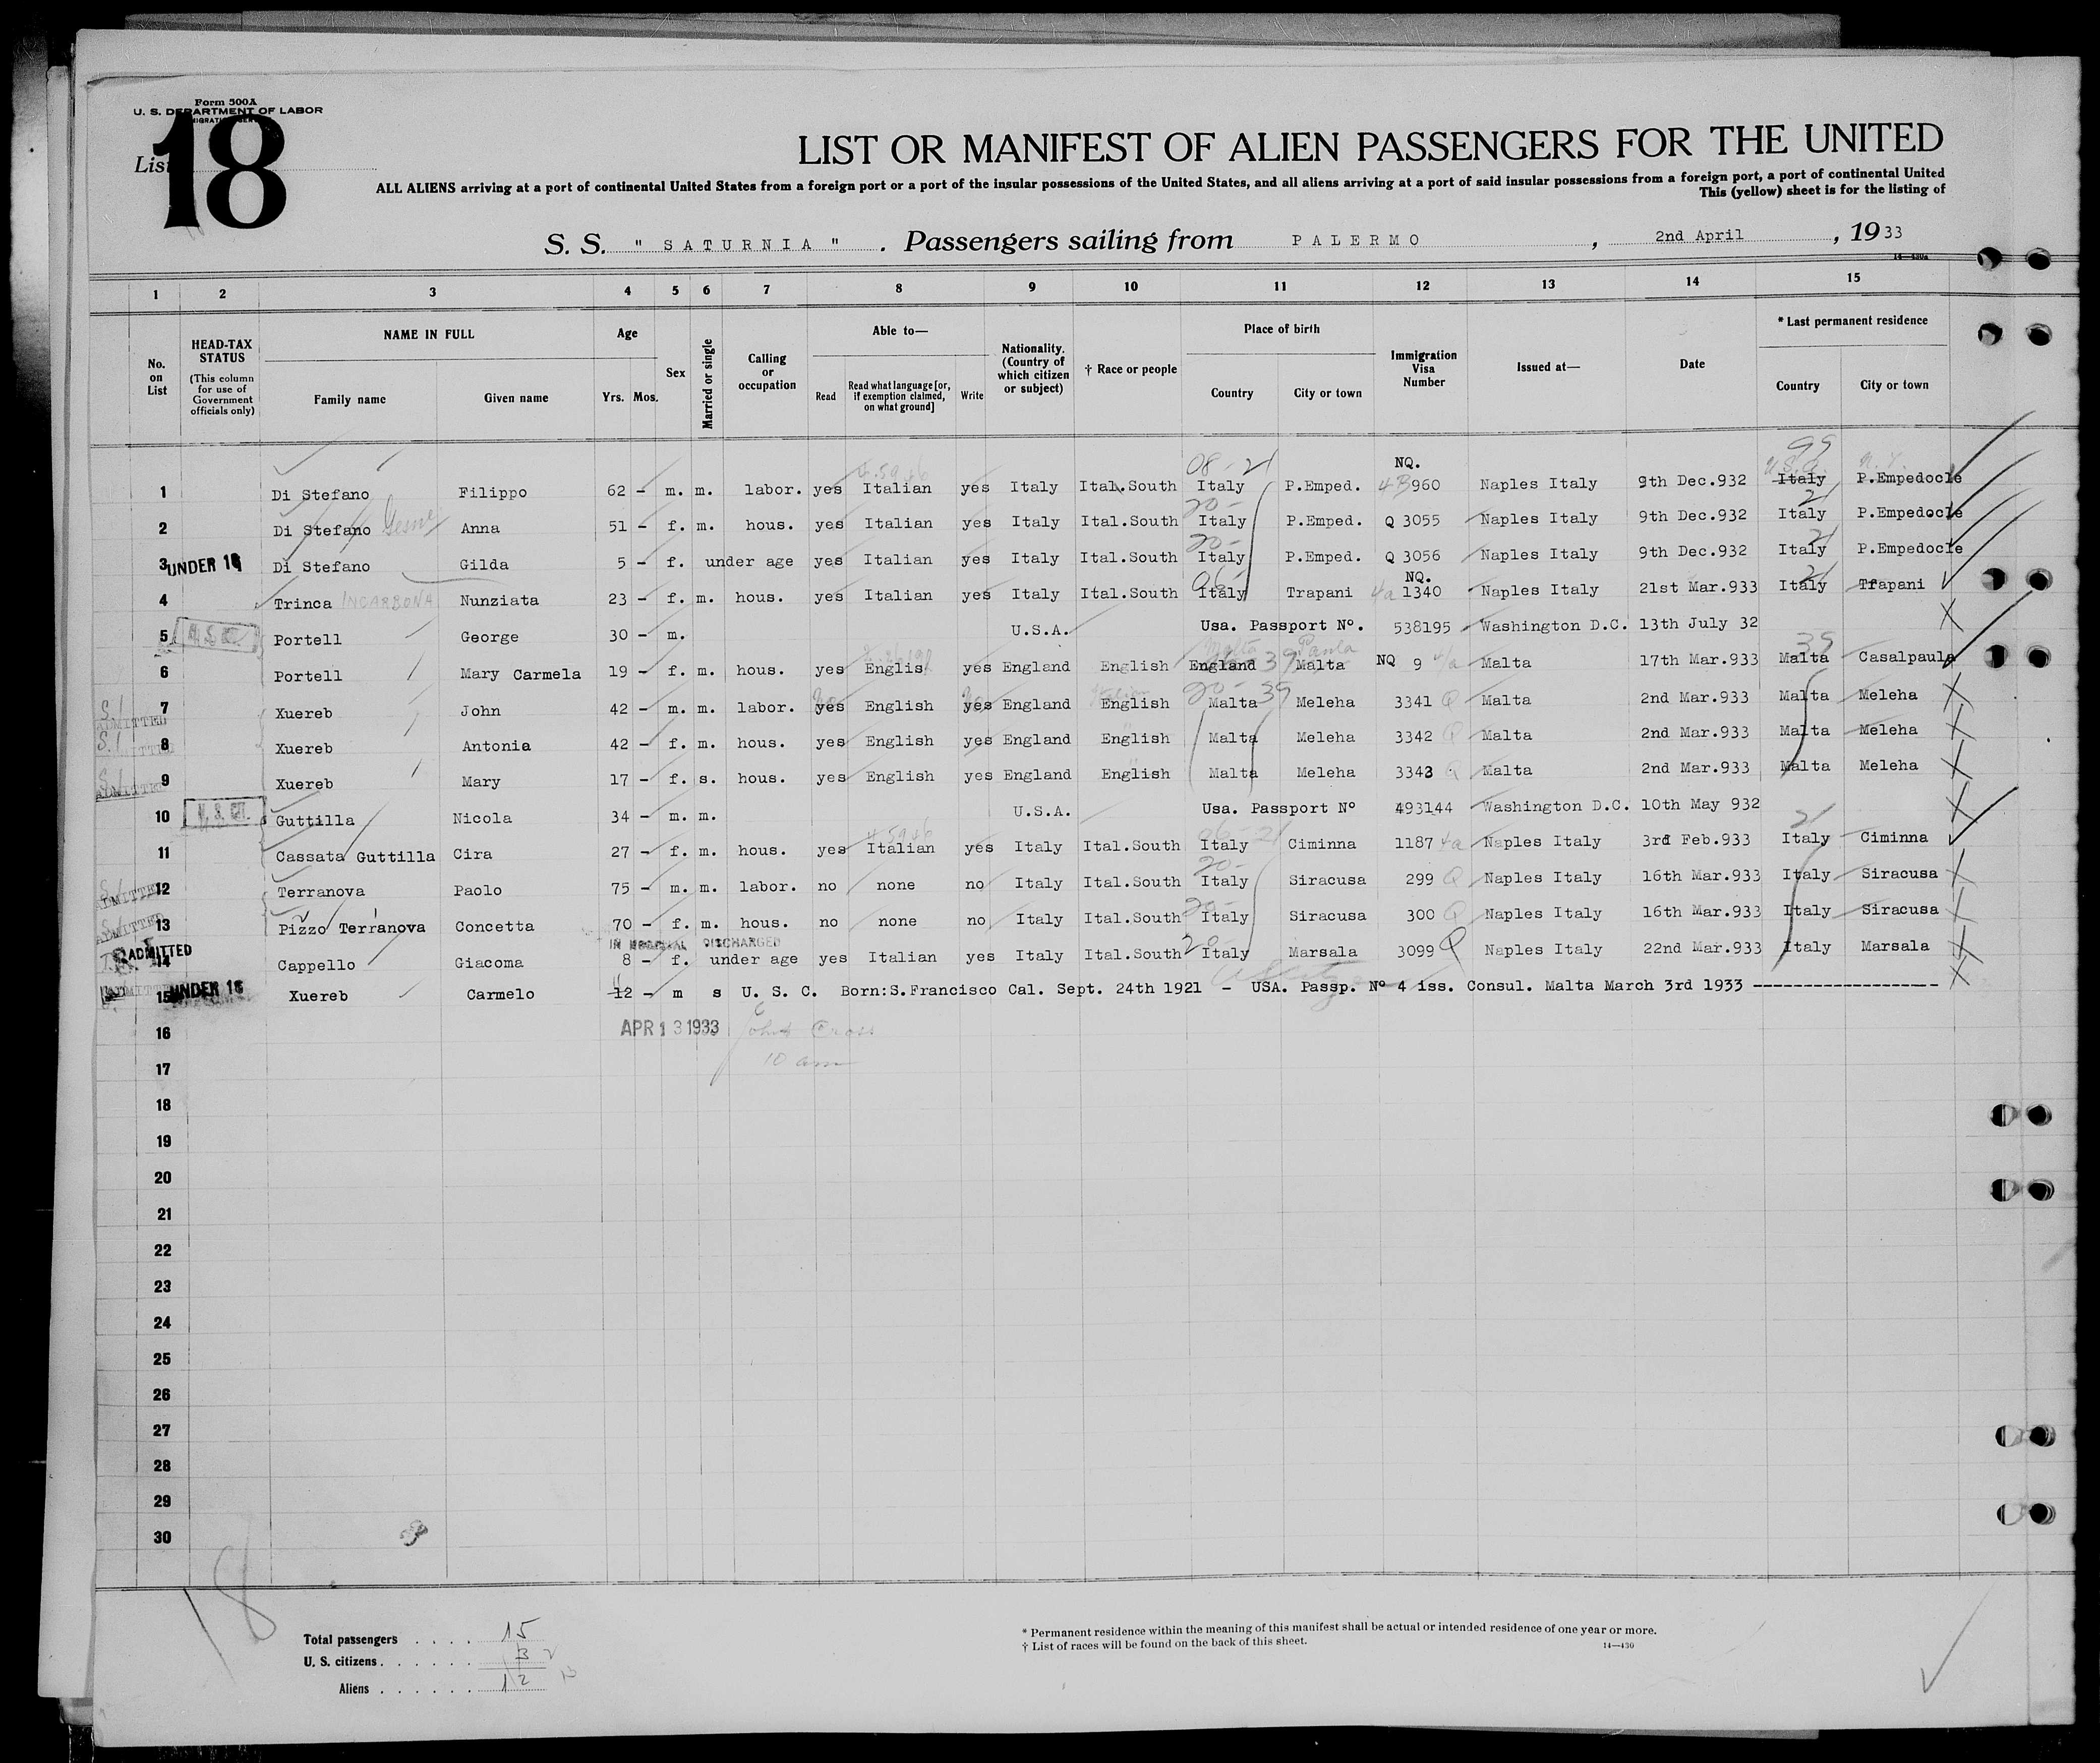 Form 500A
U. S. DEPARTMENT OF LABOR
List 18
LIST OR MANIFEST OF ALIEN PASSENGERS FOR THE UNITED
ALL ALIENS arriving at a port of continental United States from a foreign port or a port of the insular possessions of the United States, and all aliens arriving at a port of said insular possessions from a foreign port, a port of continental United
This (yellow) sheet is for the listing of
S. S. " SATURNIA " . Passengers sailing from PALERMO , 2nd April , 1933
1 2 3 4 5 6 7 8 9 10 11 12 13 14 15
No. on List
HEAD-TAX STATUS (This column for use of Government officials only)
NAME IN FULL Family name Given name
Age Yrs. Mos.
Sex
Married or single
Calling or occupation
Able to— Read Read what language [or, if exemption claimed, on what ground] Write
Nationality. (Country of which citizen or subject)
† Race or people
Place of birth Country City or town
Immigration Visa Number
Issued at—
Date
* Last permanent residence Country City or town
08-21 NQ. 99 U.S.A. N.Y.
1 Di Stefano Filippo 62 - m. m. labor. yes Italian yes Italy Ital.South Italy P.Emped. 960 Naples Italy 9th Dec.932 Italy P.Empedocle
2 Di Stefano Anna 51 - f. m. hous. yes Italian yes Italy Ital.South Italy P.Emped. Q 3055 Naples Italy 9th Dec.932 Italy P.Empedocle
3 UNDER 16 Di Stefano Gilda 5 - f. under age yes Italian yes Italy Ital.South Italy P.Emped. Q 3056 Naples Italy 9th Dec.932 Italy P.Empedocle
NQ.
4 Trinca INCARBONA Nunziata 23 - f. m. hous. yes Italian yes Italy Ital.South Italy Trapani 4a 1340 Naples Italy 21st Mar.933 Italy Trapani
5 Portell George 30 - m. U.S.A. Usa. Passport Nº. 538195 Washington D.C. 13th July 32
6 Portell Mary Carmela 19 - f. m. hous. yes Englis yes England English England Malta NQ 9 Malta 17th Mar.933 Malta Casalpaula
7 Xuereb John 42 - m. m. labor. yes English yes England English Malta Meleha 3341 Q Malta 2nd Mar.933 Malta Meleha
8 Xuereb Antonia 42 - f. m. hous. yes English yes England English Malta Meleha 3342 Q Malta 2nd Mar.933 Malta Meleha
9 Xuereb Mary 17 - f. s. hous. yes English yes England English Malta Meleha 3343 Q Malta 2nd Mar.933 Malta Meleha
10 Guttilla Nicola 34 - m. m. U.S.A. Usa. Passport Nº 493144 Washington D.C. 10th May 932
11 Cassata Guttilla Cira 27 - f. m. hous. yes Italian yes Italy Ital.South Italy Ciminna 1187 4a Naples Italy 3rd Feb.933 Italy Ciminna
12 Terranova Paolo 75 - m. m. labor. no none no Italy Ital.South Italy Siracusa 299 Q Naples Italy 16th Mar.933 Italy Siracusa
13 Pizzo Terranova Concetta 70 - f. m. hous. no none no Italy Ital.South Italy Siracusa 300 Q Naples Italy 16th Mar.933 Italy Siracusa
IN HOSPITAL DISCHARGED
ADMITTED 14 Cappello Giacoma 8 - f. under age yes Italian yes Italy Ital.South Italy Marsala 3099 Q Naples Italy 22nd Mar.933 Italy Marsala
15 UNDER 16 Xuereb Carmelo 12 - m s U. S. C. Born:S.Francisco Cal. Sept. 24th 1921 - USA. Passp. Nº 4 iss. Consul. Malta March 3rd 1933 -------------------
16 APR 13 1933
17 10 am
18
19
20
21
22
23
24
25
26
27
28
29
30
18
Total passengers . . . . 15
U. S. citizens . . . . . . 3 2
Aliens . . . . . . 12 13
* Permanent residence within the meaning of this manifest shall be actual or intended residence of one year or more.
† List of races will be found on the back of this sheet.
14—430